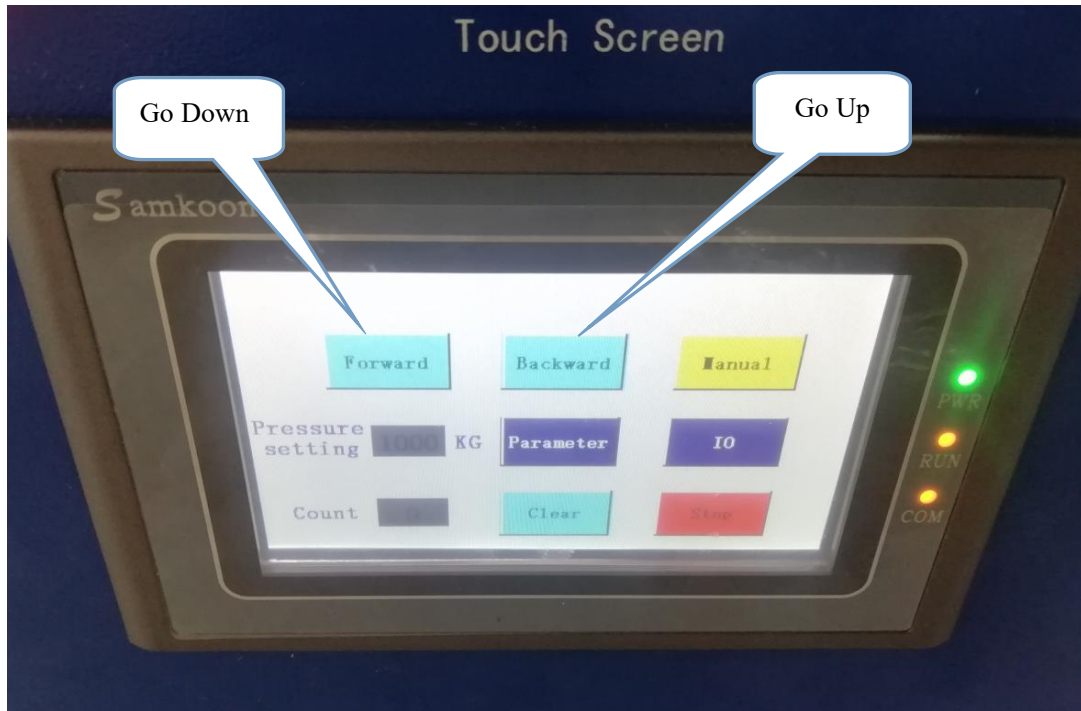 Touch Screen
Go Down
Go Up
Samkoon
Forward
Backward
Manual
PWR
Pressure
setting
1000 KG
Parameter
IO
RUN
Count
Clear
Stop
COM